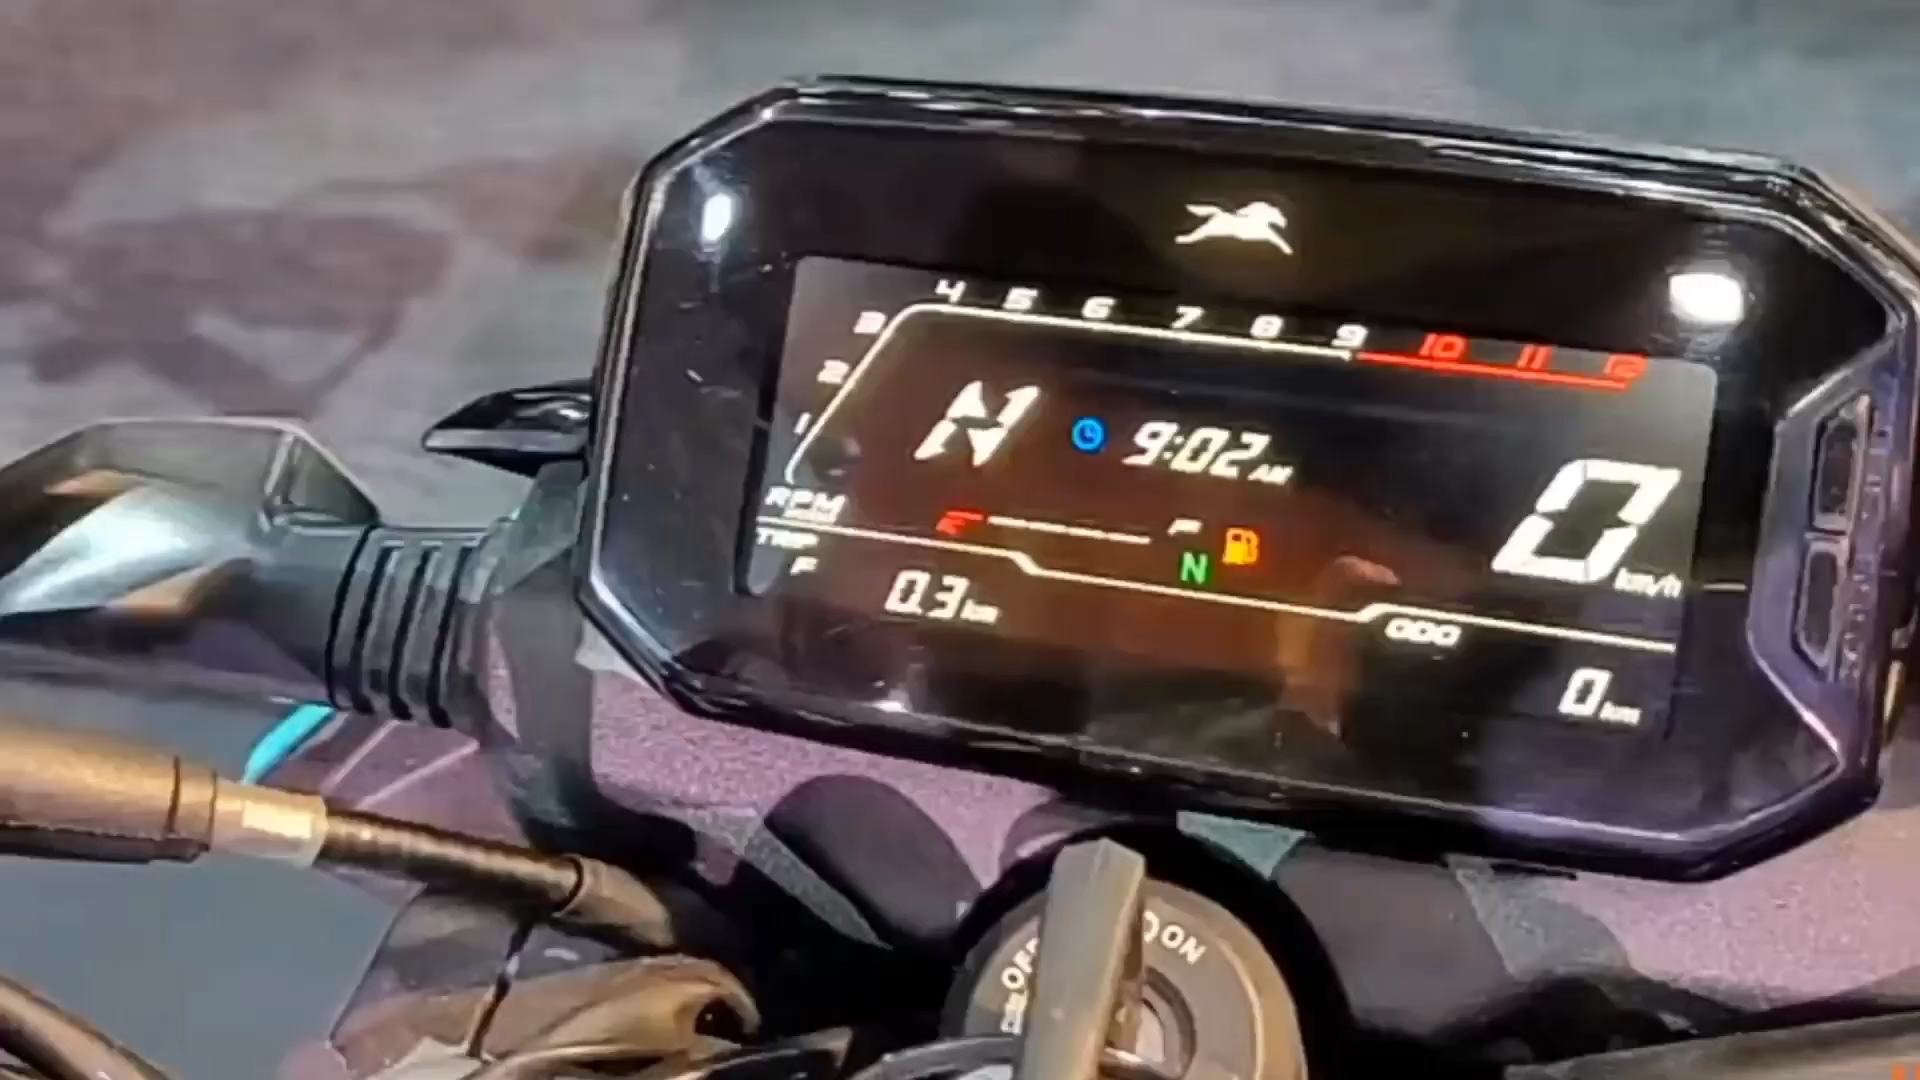 4 5 6 7 8 9 10 11 12
3
2
1
N 9:02 AM
0 km/h
RPM
E F
N
TRIP
F 0.3 km
ODO
0 km
OFF ON